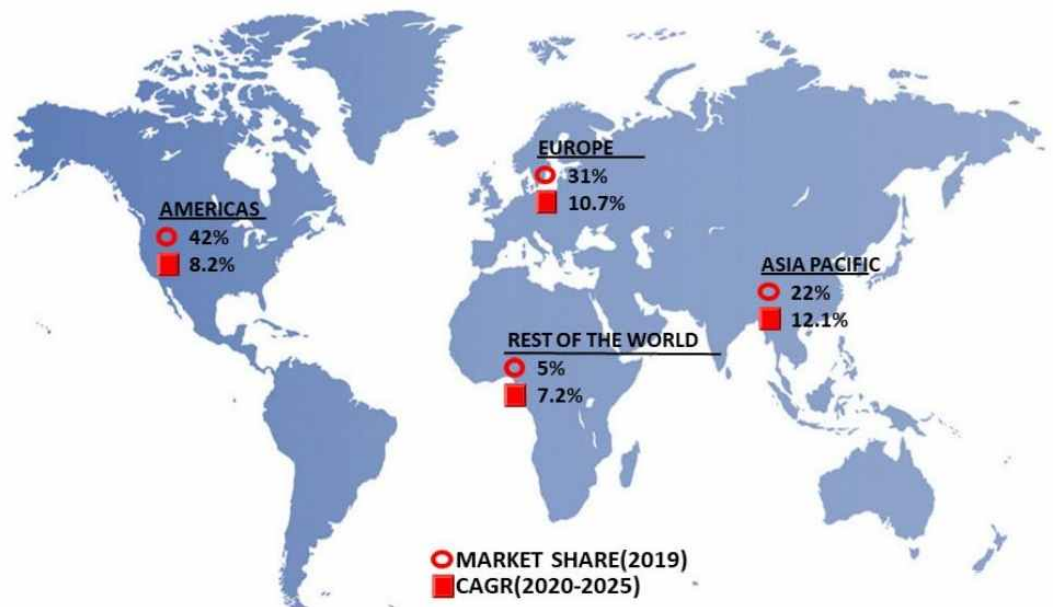 EUROPE
31%
10.7%
AMERICAS
42%
8.2%
ASIA PACIFIC
22%
12.1%
REST OF THE WORLD
5%
7.2%
MARKET SHARE(2019)
CAGR(2020-2025)